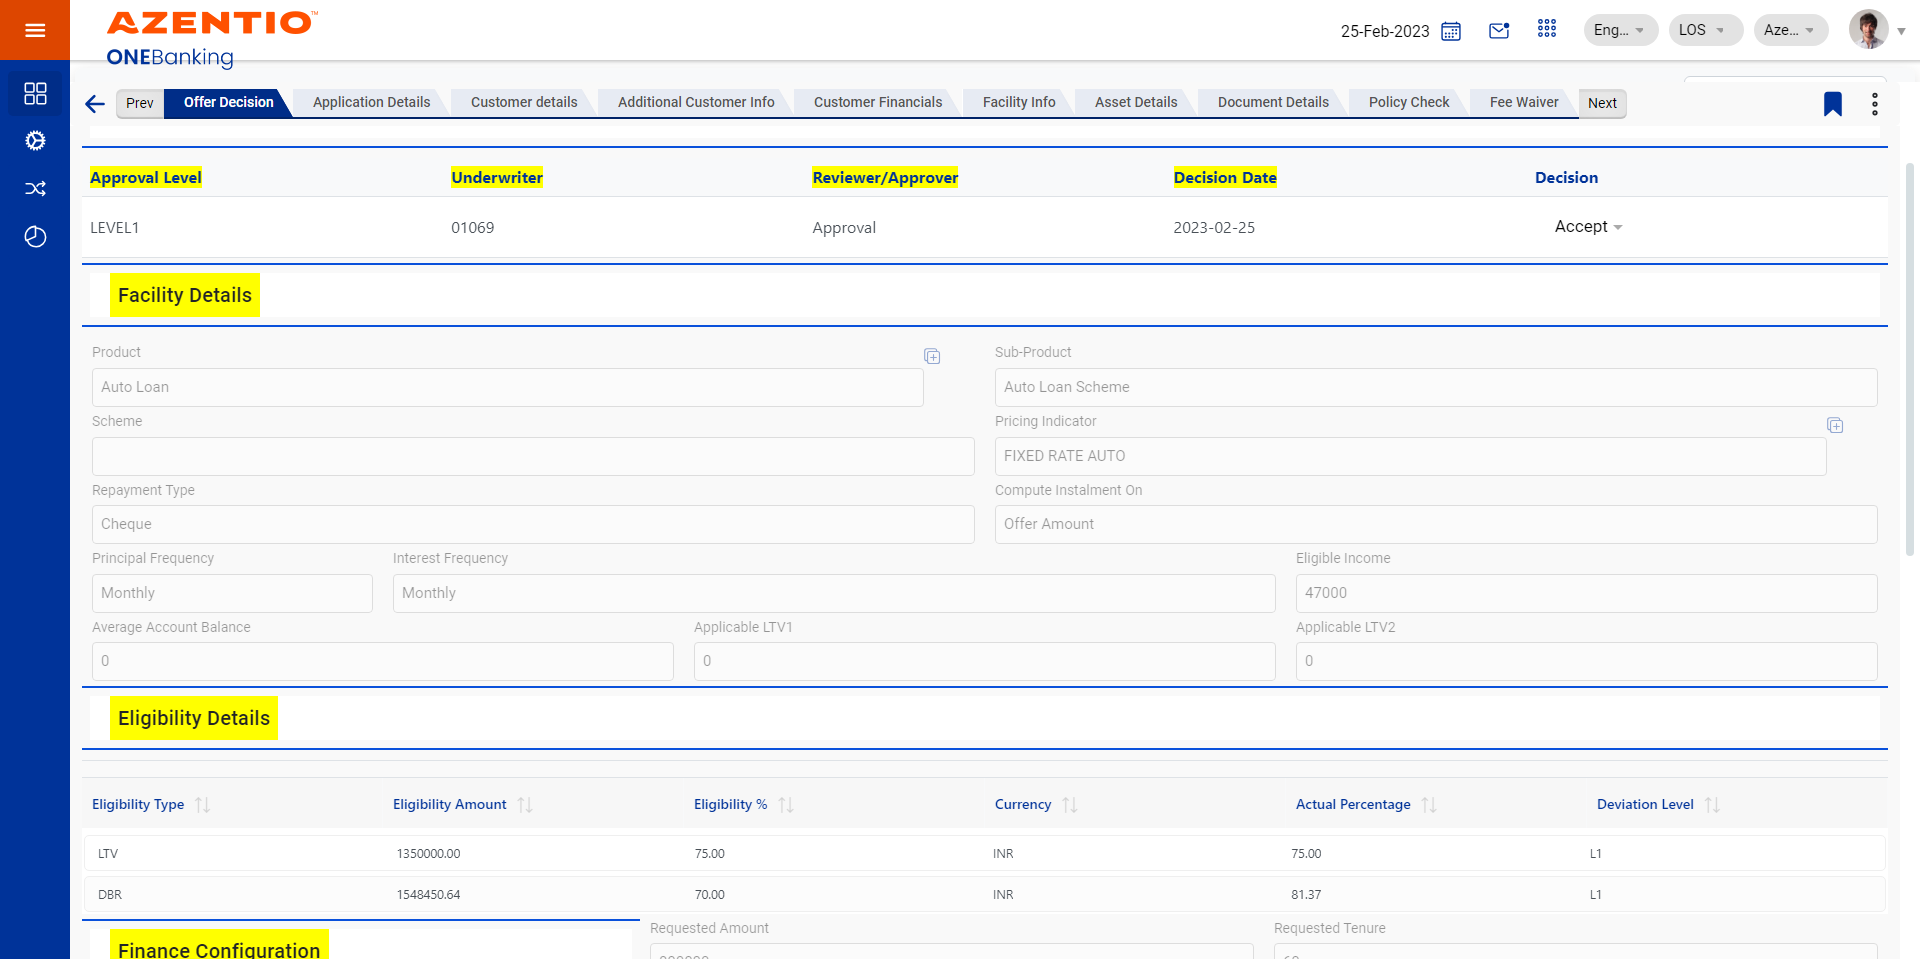 AZENTIO™
ONEBanking
25-Feb-2023 Eng... LOS Aze...
Prev Offer Decision Application Details Customer details Additional Customer Info Customer Financials Facility Info Asset Details Document Details Policy Check Fee Waiver Next
Approval Level Underwriter Reviewer/Approver Decision Date Decision
LEVEL1 01069 Approval 2023-02-25 Accept
Facility Details
Product Sub-Product
Auto Loan Auto Loan Scheme
Scheme Pricing Indicator
FIXED RATE AUTO
Repayment Type Compute Instalment On
Cheque Offer Amount
Principal Frequency Interest Frequency Eligible Income
Monthly Monthly 47000
Average Account Balance Applicable LTV1 Applicable LTV2
0 0 0
Eligibility Details
Eligibility Type Eligibility Amount Eligibility % Currency Actual Percentage Deviation Level
LTV 1350000.00 75.00 INR 75.00 L1
DBR 1548450.64 70.00 INR 81.37 L1
Requested Amount Requested Tenure
Finance Configuration